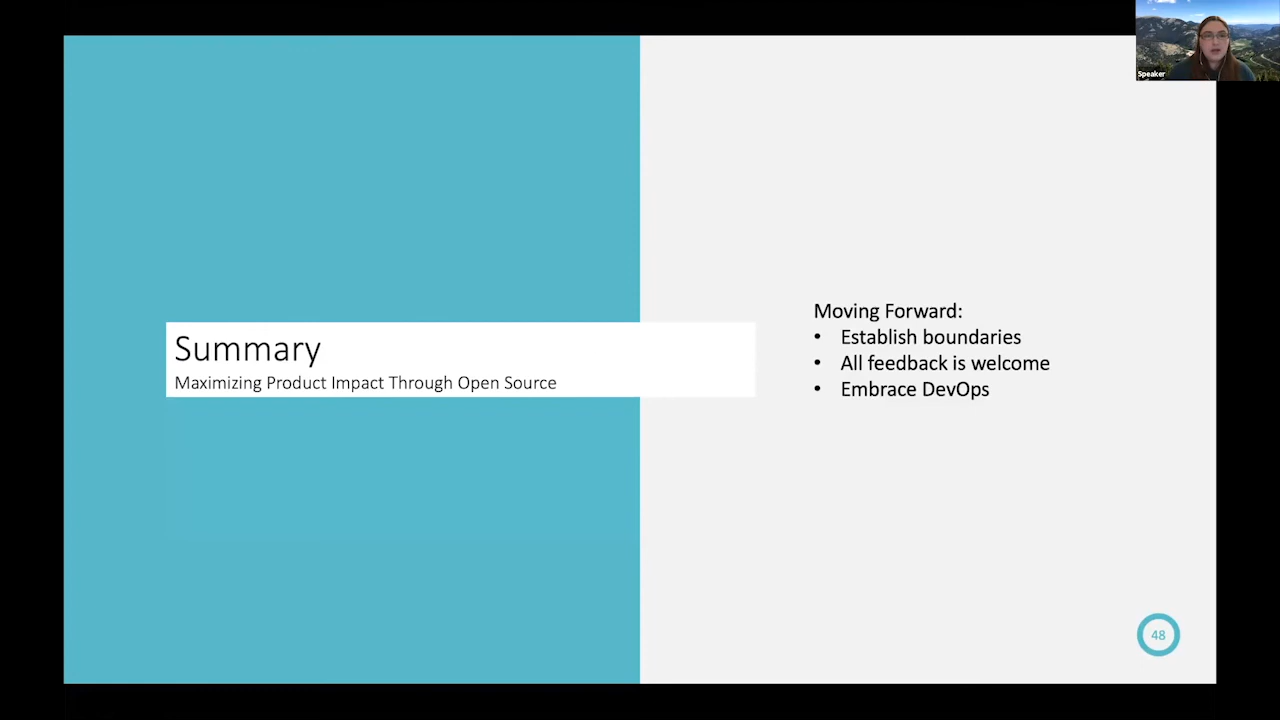 Speaker
Summary
Maximizing Product Impact Through Open Source
Moving Forward:
• Establish boundaries
• All feedback is welcome
• Embrace DevOps
48